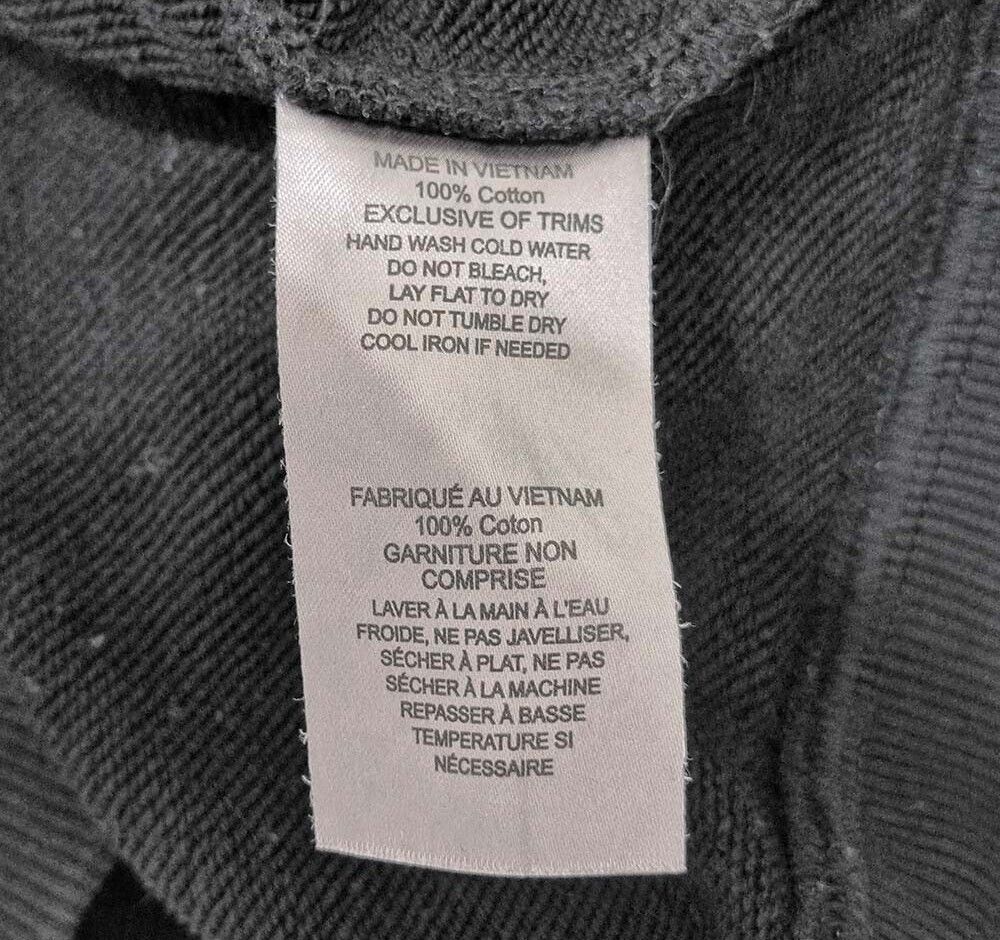 MADE IN VIETNAM
100% Cotton
EXCLUSIVE OF TRIMS
HAND WASH COLD WATER
DO NOT BLEACH,
LAY FLAT TO DRY
DO NOT TUMBLE DRY
COOL IRON IF NEEDED
FABRIQUÉ AU VIETNAM
100% Coton
GARNITURE NON
COMPRISE
LAVER À LA MAIN À L'EAU
FROIDE, NE PAS JAVELLISER,
SÉCHER À PLAT, NE PAS
SÉCHER À LA MACHINE
REPASSER À BASSE
TEMPERATURE SI
NÉCESSAIRE